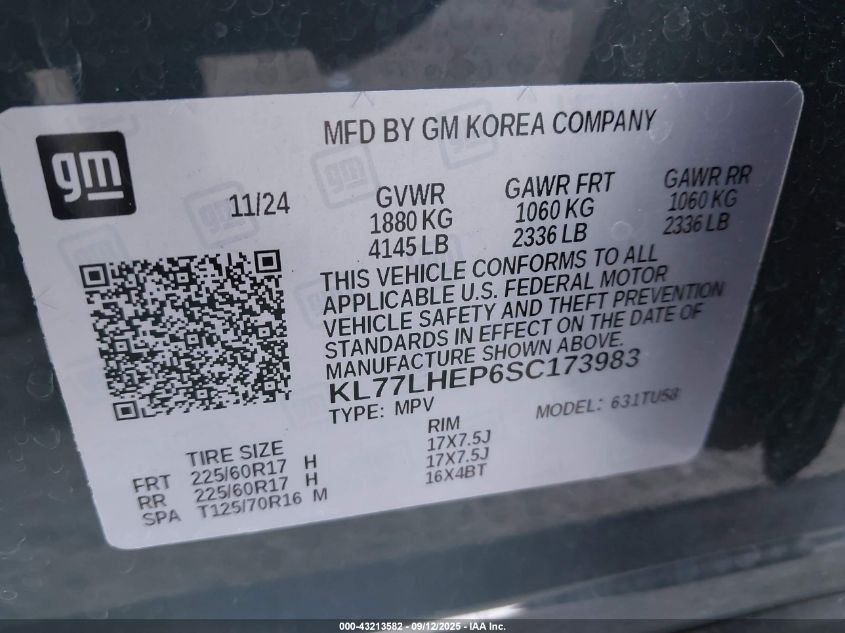 gm
MFD BY GM KOREA COMPANY
11/24
GVWR
1880 KG
4145 LB
GAWR FRT
1060 KG
2336 LB
GAWR RR
1060 KG
2336 LB
THIS VEHICLE CONFORMS TO ALL
APPLICABLE U.S. FEDERAL MOTOR
VEHICLE SAFETY AND THEFT PREVENTION
STANDARDS IN EFFECT ON THE DATE OF
MANUFACTURE SHOWN ABOVE.
KL77LHEP6SC173983
TYPE: MPV MODEL: 631TU58
TIRE SIZE RIM
FRT 225/60R17 H 17X7.5J
RR 225/60R17 H 17X7.5J
SPA T125/70R16 M 16X4BT
000-43213582 - 09/12/2025 - IAA Inc.